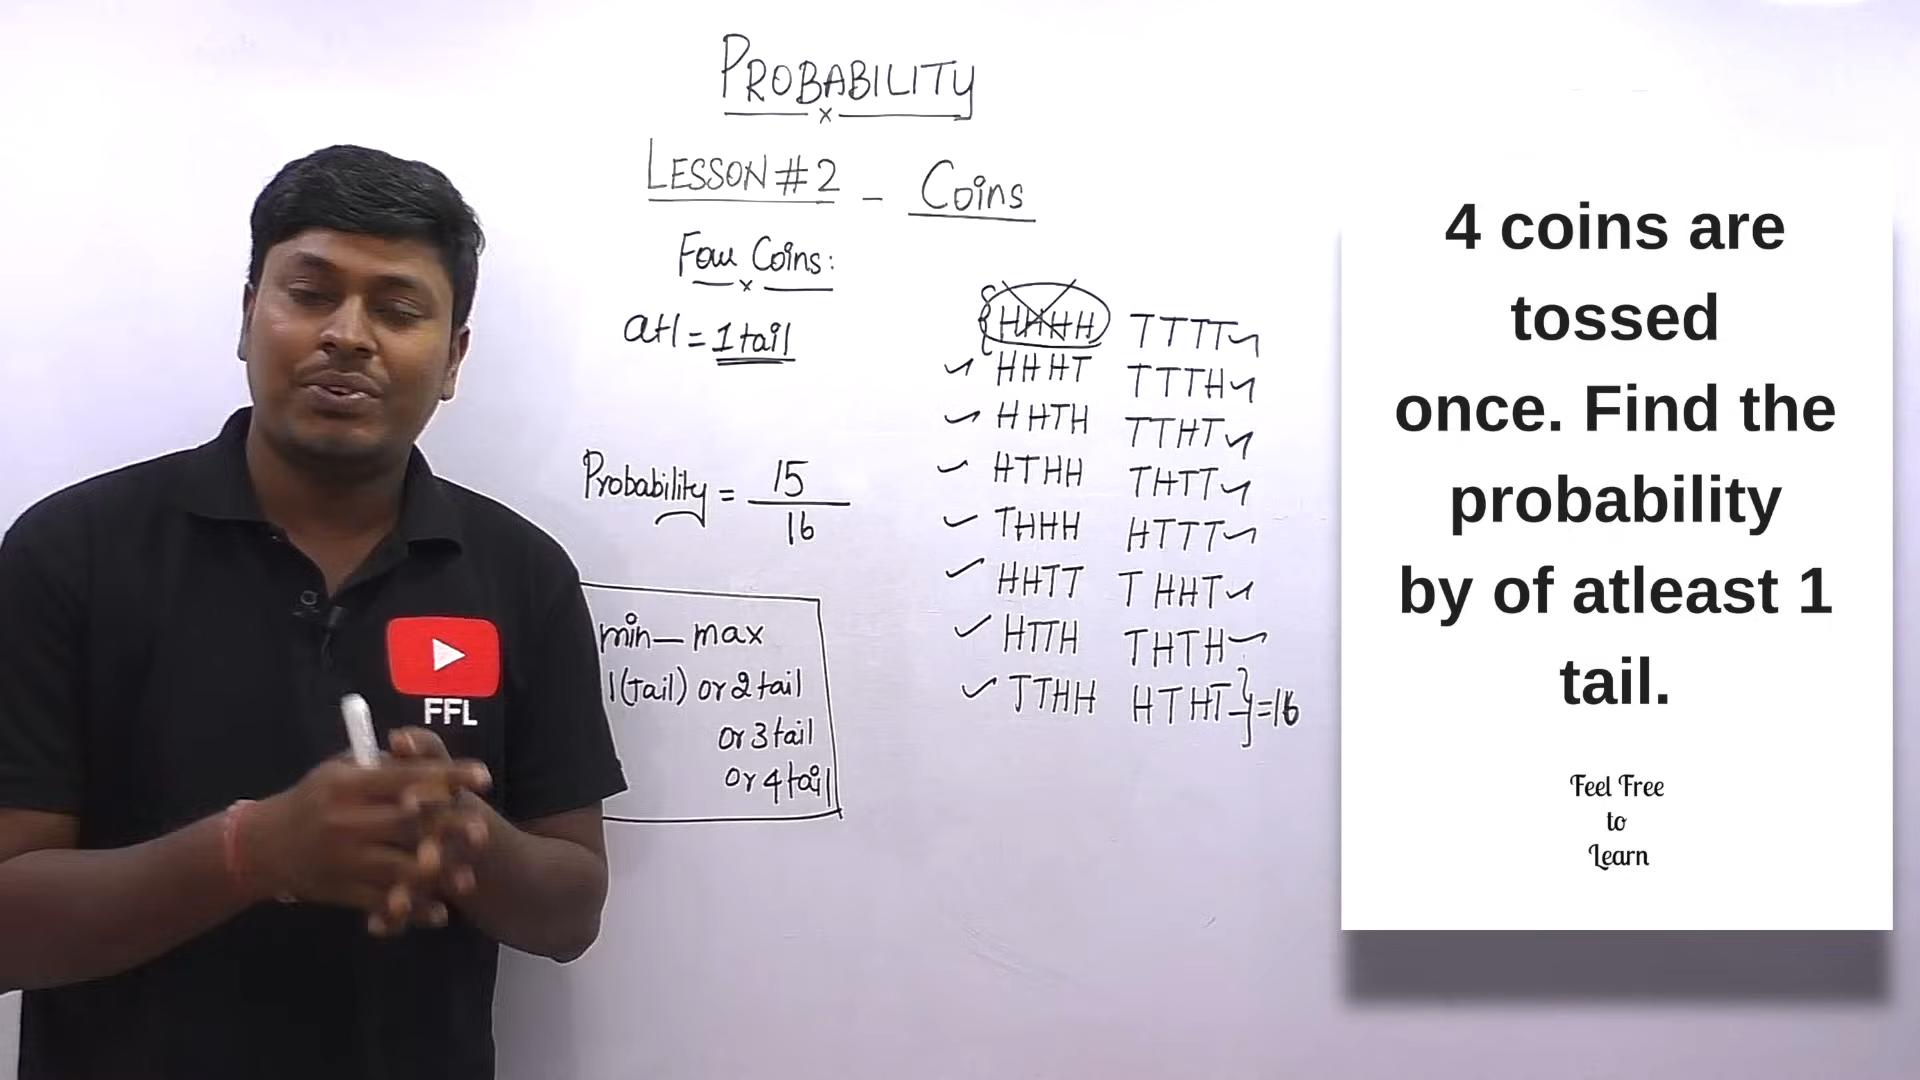 PROBABILITY
LESSON #2 - Coins
Four Coins:
atl = 1 tail
Probability = 15
16
min - max
1(tail) or 2 tail
or 3 tail
or 4 tail
HHHH TTTT
HHHT TTTH
HHTH TTHT
HTHH THTT
THHH HTTT
HHTT THHT
HTTH THTH
TTHH HTHT } = 16
FFL
4 coins are
tossed
once. Find the
probability
by of atleast 1
tail.
Feel Free
to
Learn